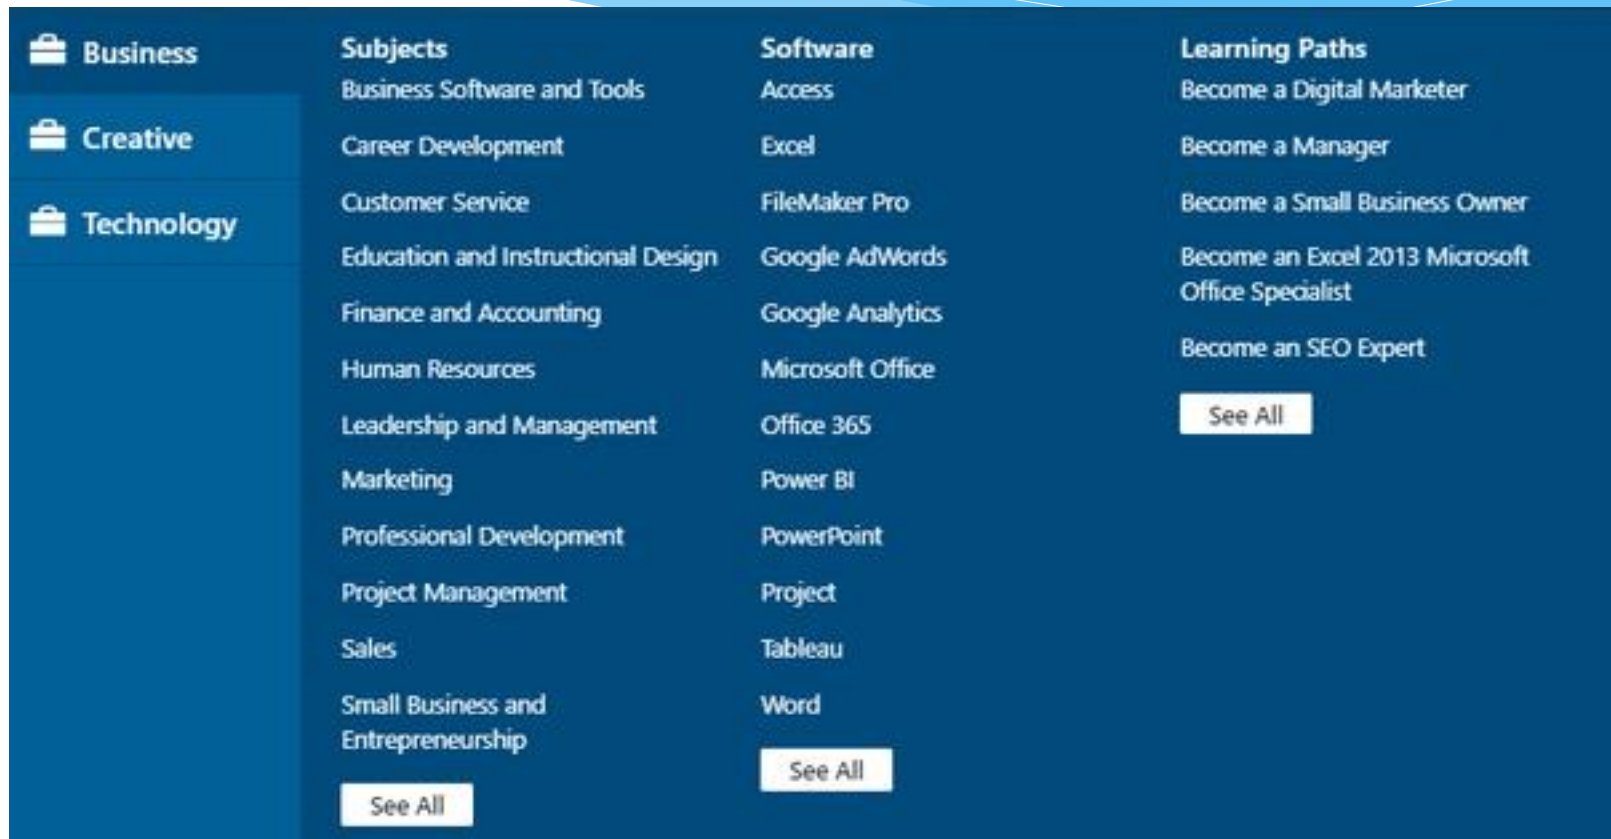 Business
Creative
Technology
Subjects
Business Software and Tools
Career Development
Customer Service
Education and Instructional Design
Finance and Accounting
Human Resources
Leadership and Management
Marketing
Professional Development
Project Management
Sales
Small Business and
Entrepreneurship
See All
Software
Access
Excel
FileMaker Pro
Google AdWords
Google Analytics
Microsoft Office
Office 365
Power BI
PowerPoint
Project
Tableau
Word
See All
Learning Paths
Become a Digital Marketer
Become a Manager
Become a Small Business Owner
Become an Excel 2013 Microsoft
Office Specialist
Become an SEO Expert
See All